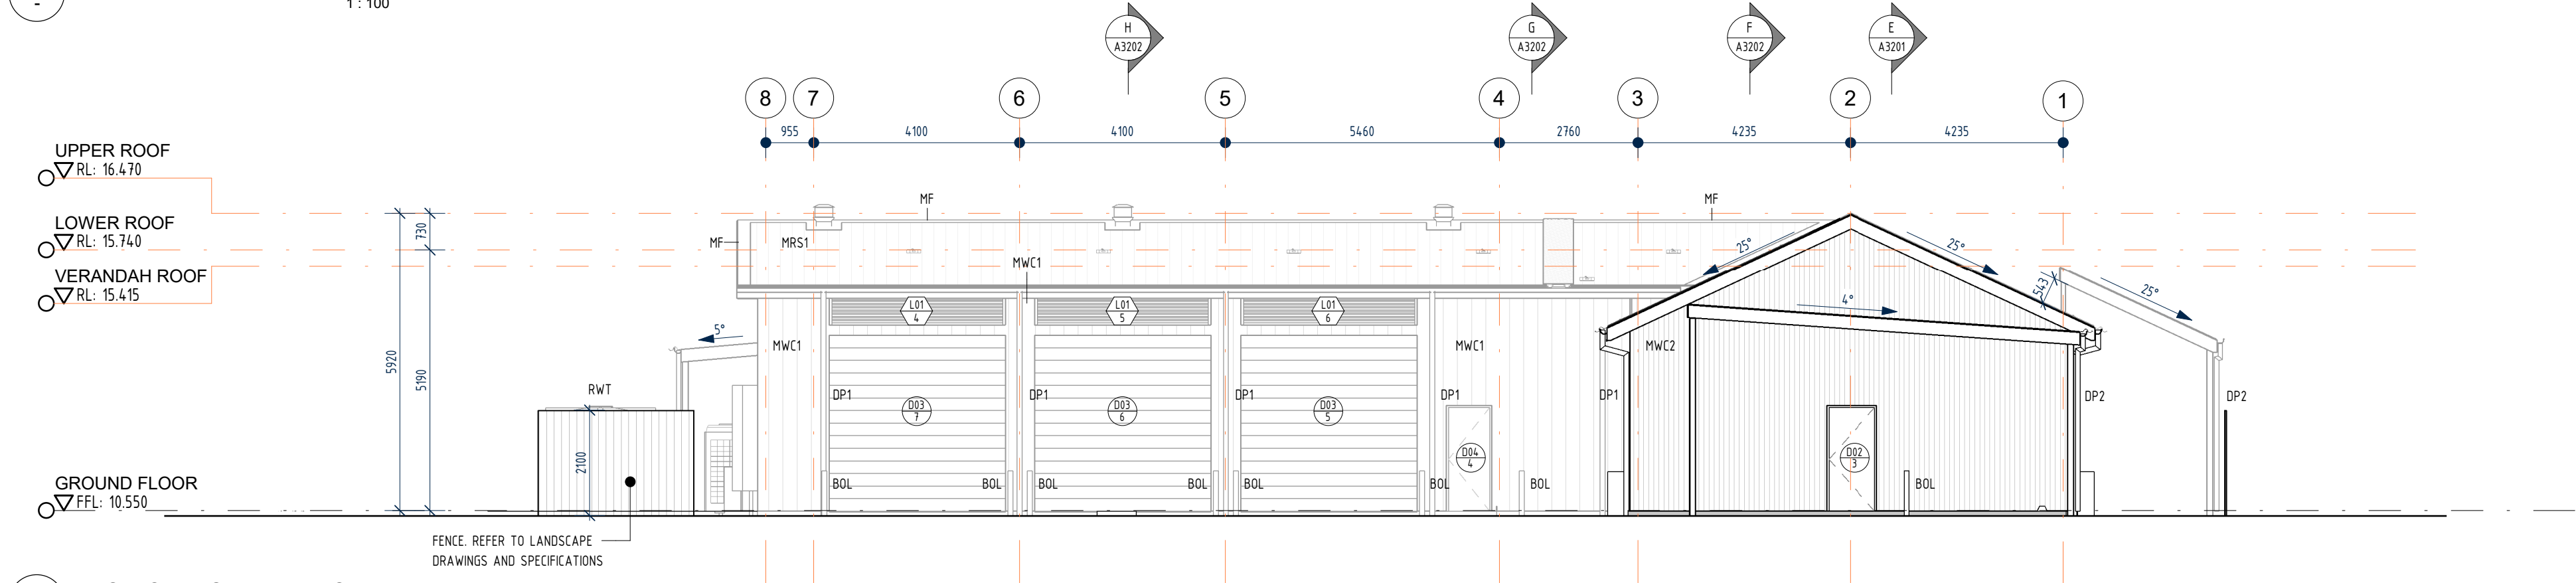 -
1 : 100
H
A3202
G
A3202
F
A3202
E
A3201
8
7
6
5
4
3
2
1
955
4100
4100
5460
2760
4235
4235
UPPER ROOF
RL: 16.470
LOWER ROOF
RL: 15.740
VERANDAH ROOF
RL: 15.415
GROUND FLOOR
FFL: 10.550
730
5920
5190
MF
MF
MF
MRS1
MWC1
25°
25°
543
25°
L01
4
L01
5
L01
6
4°
5°
MWC1
MWC1
MWC2
RWT
DP1
DP1
DP1
DP1
DP1
DP2
DP2
D03
7
D03
6
D03
5
D04
4
D02
3
2100
BOL
BOL
BOL
BOL
BOL
BOL
BOL
BOL
FENCE. REFER TO LANDSCAPE
DRAWINGS AND SPECIFICATIONS